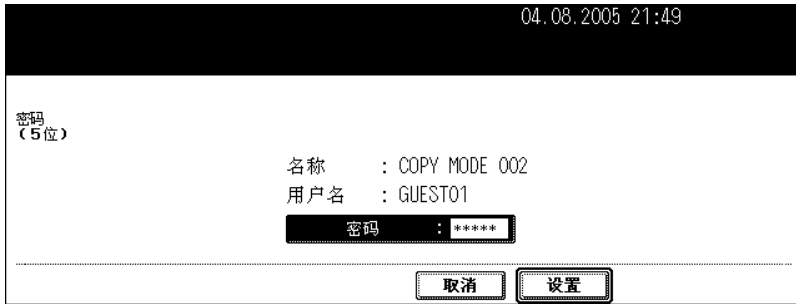 04.08.2005 21:49
密码
(5位)
名称 : COPY MODE 002
用户名 : GUEST01
密码 : *****
取消 设置